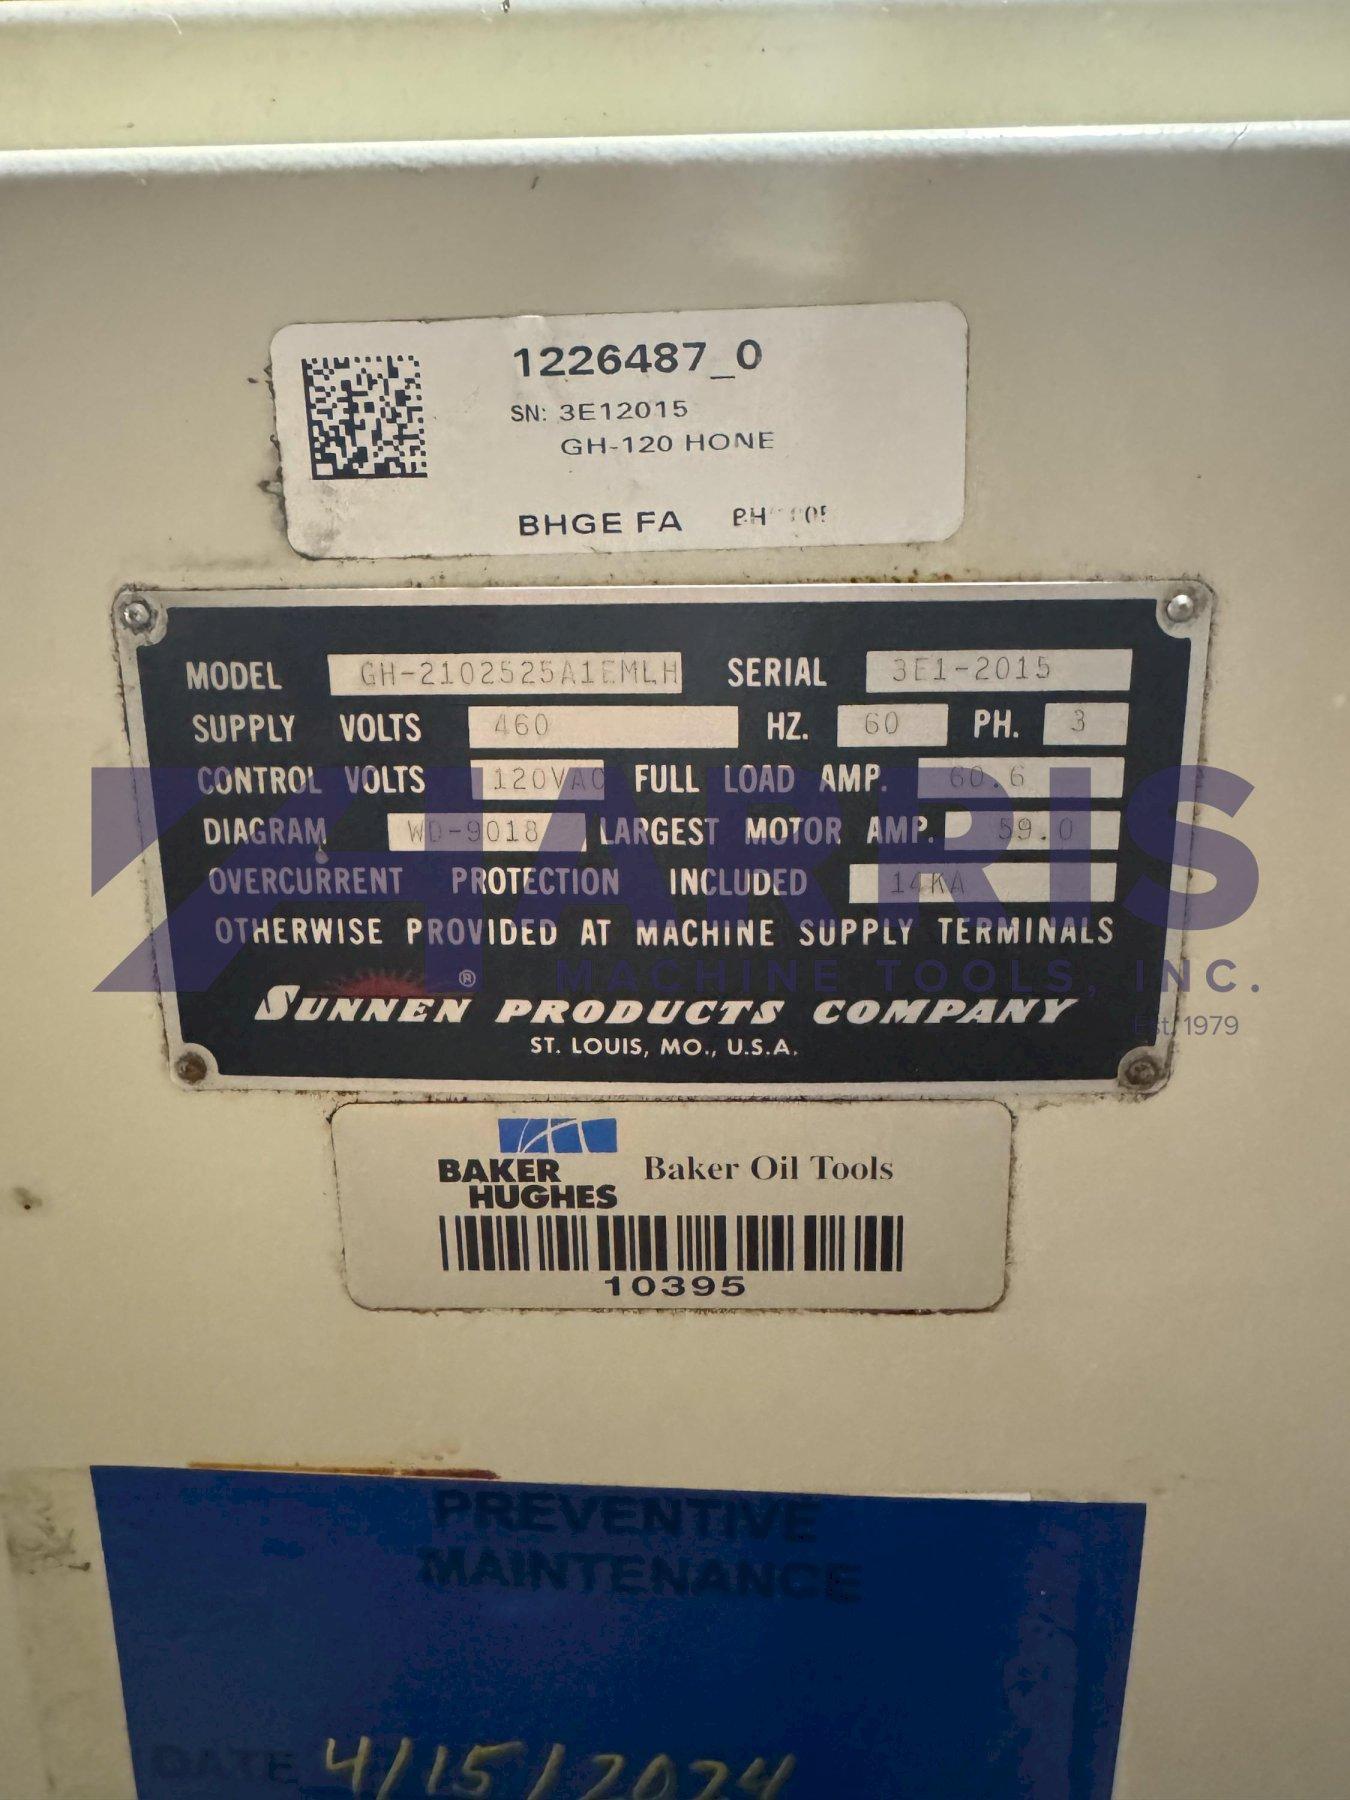 1226487_0
SN: 3E12015
GH-120 HONE
BHGE FA
MODEL GH-2102525A1EMLH SERIAL 3E1-2015
SUPPLY VOLTS 460 HZ. 60 PH. 3
CONTROL VOLTS 120VAC FULL LOAD AMP. 60.6
DIAGRAM WD-9018 LARGEST MOTOR AMP. 59.0
OVERCURRENT PROTECTION INCLUDED 14KA
OTHERWISE PROVIDED AT MACHINE SUPPLY TERMINALS
HARRIS
MACHINE TOOLS, INC.
Est. 1979
SUNNEN® PRODUCTS COMPANY
ST. LOUIS, MO., U.S.A.
BAKER HUGHES Baker Oil Tools
10395
PREVENTIVE
MAINTENANCE
DATE 4/15/2024